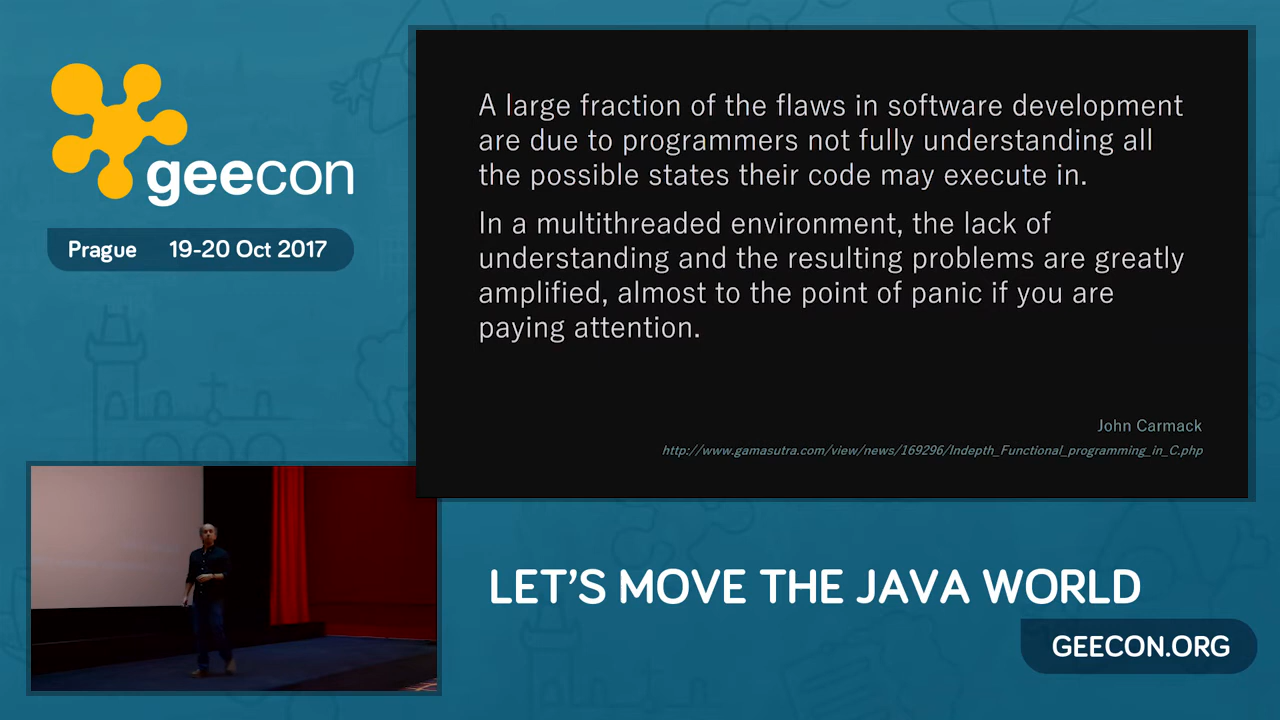 geecon
Prague 19-20 Oct 2017
A large fraction of the flaws in software development
are due to programmers not fully understanding all
the possible states their code may execute in.
In a multithreaded environment, the lack of
understanding and the resulting problems are greatly
amplified, almost to the point of panic if you are
paying attention.
John Carmack
http://www.gamasutra.com/view/news/169296/Indepth_Functional_programming_in_C.php
LET'S MOVE THE JAVA WORLD
GEECON.ORG